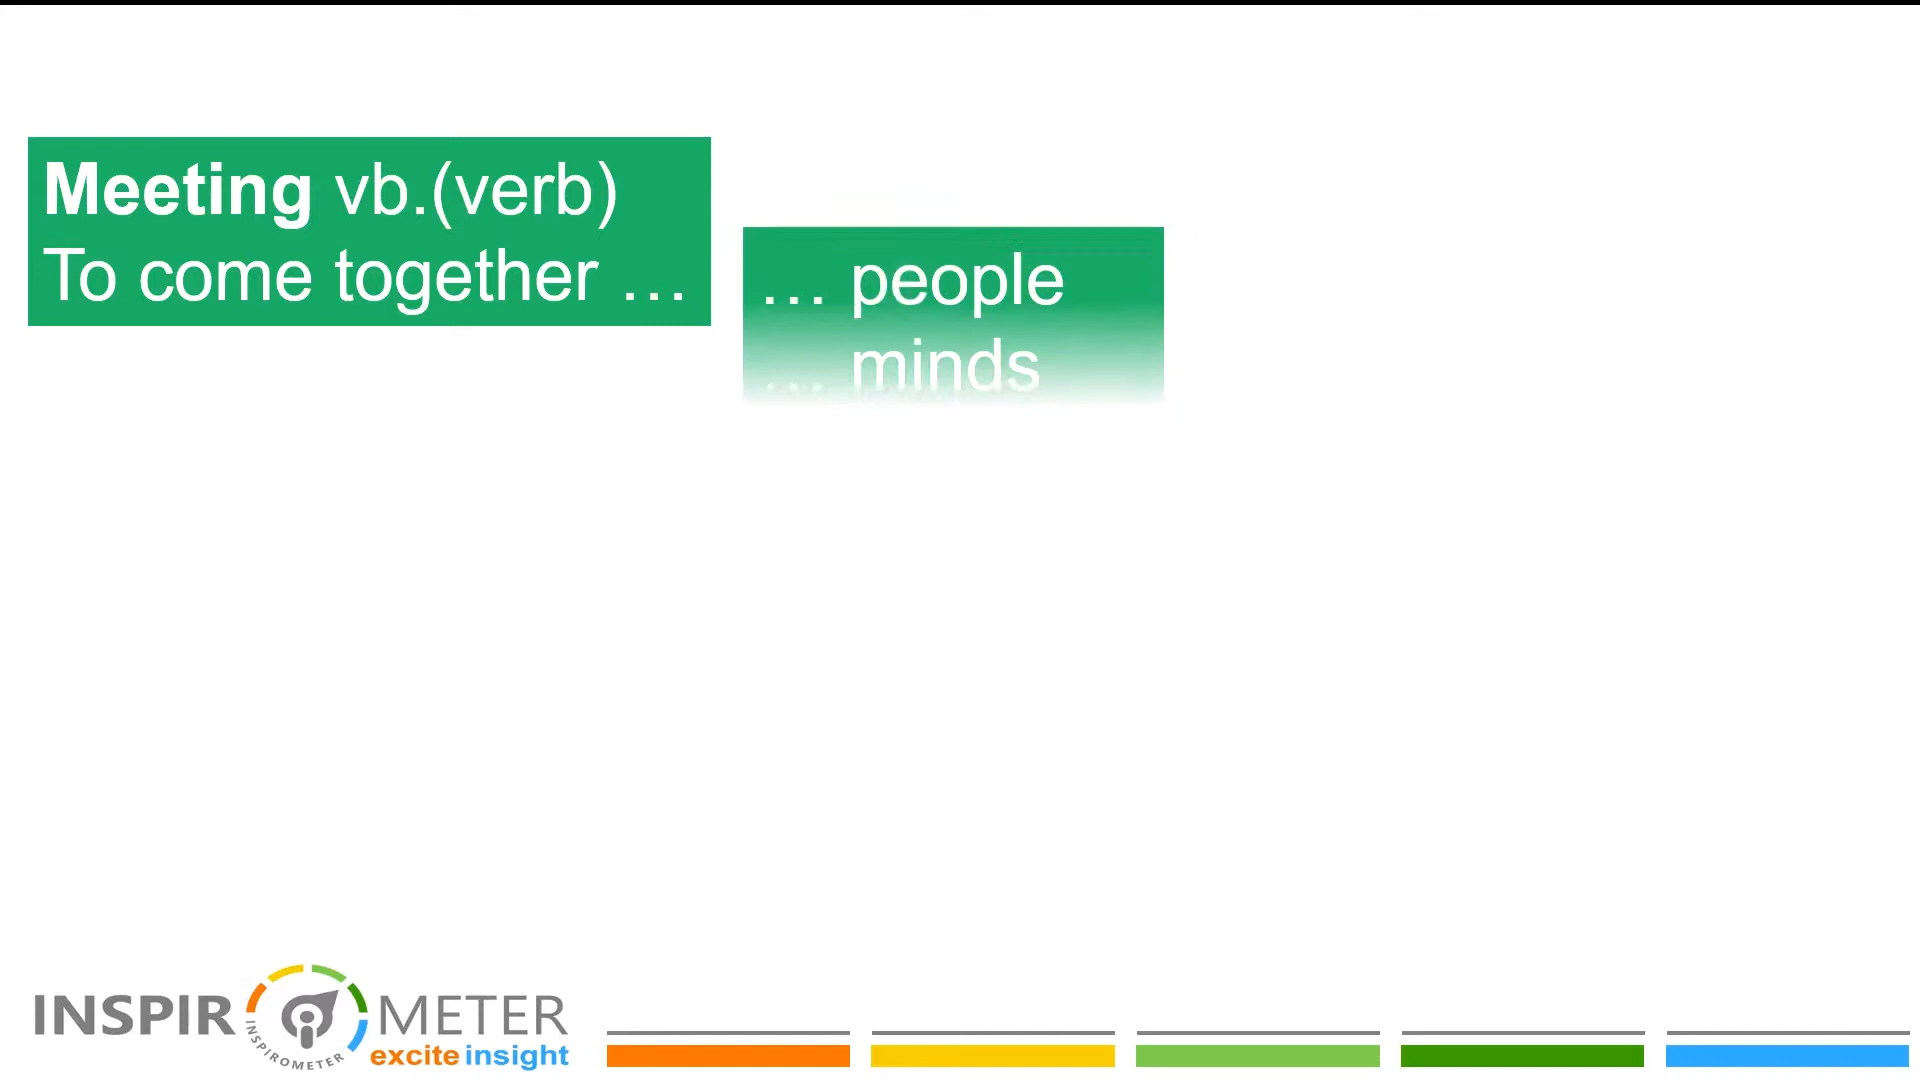 Meeting vb.(verb)
To come together …
… people
… minds
INSPIR METER
INSPIROMETER
excite insight